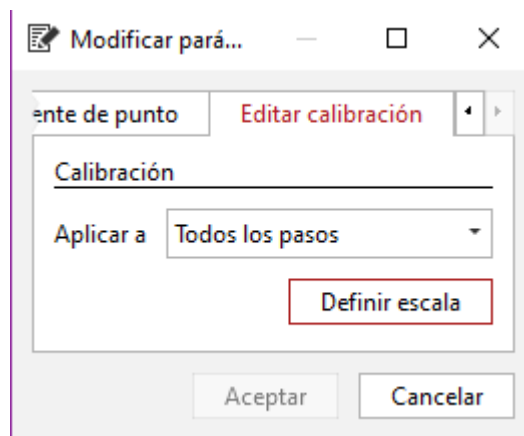 Modificar pará...
ente de punto Editar calibración
Calibración
Aplicar a Todos los pasos
Definir escala
Aceptar Cancelar